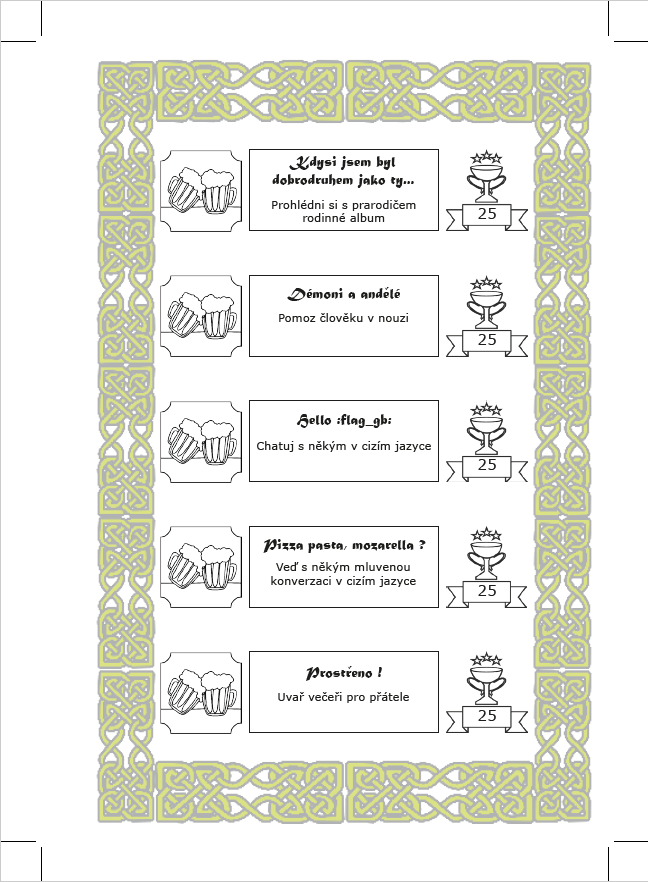 Kdysi jsem byl
dobrodruhem jako ty...
Prohlédni si s prarodičem
rodinné album
25
Démoni a andělé
Pomoz člověku v nouzi
25
Hello :flag_gb:
Chatuj s někým v cizím jazyce
25
Pizza pasta, mozarella ?
Veď s někým mluvenou
konverzaci v cizím jazyce
25
Prostřeno !
Uvař večeři pro přátele
25